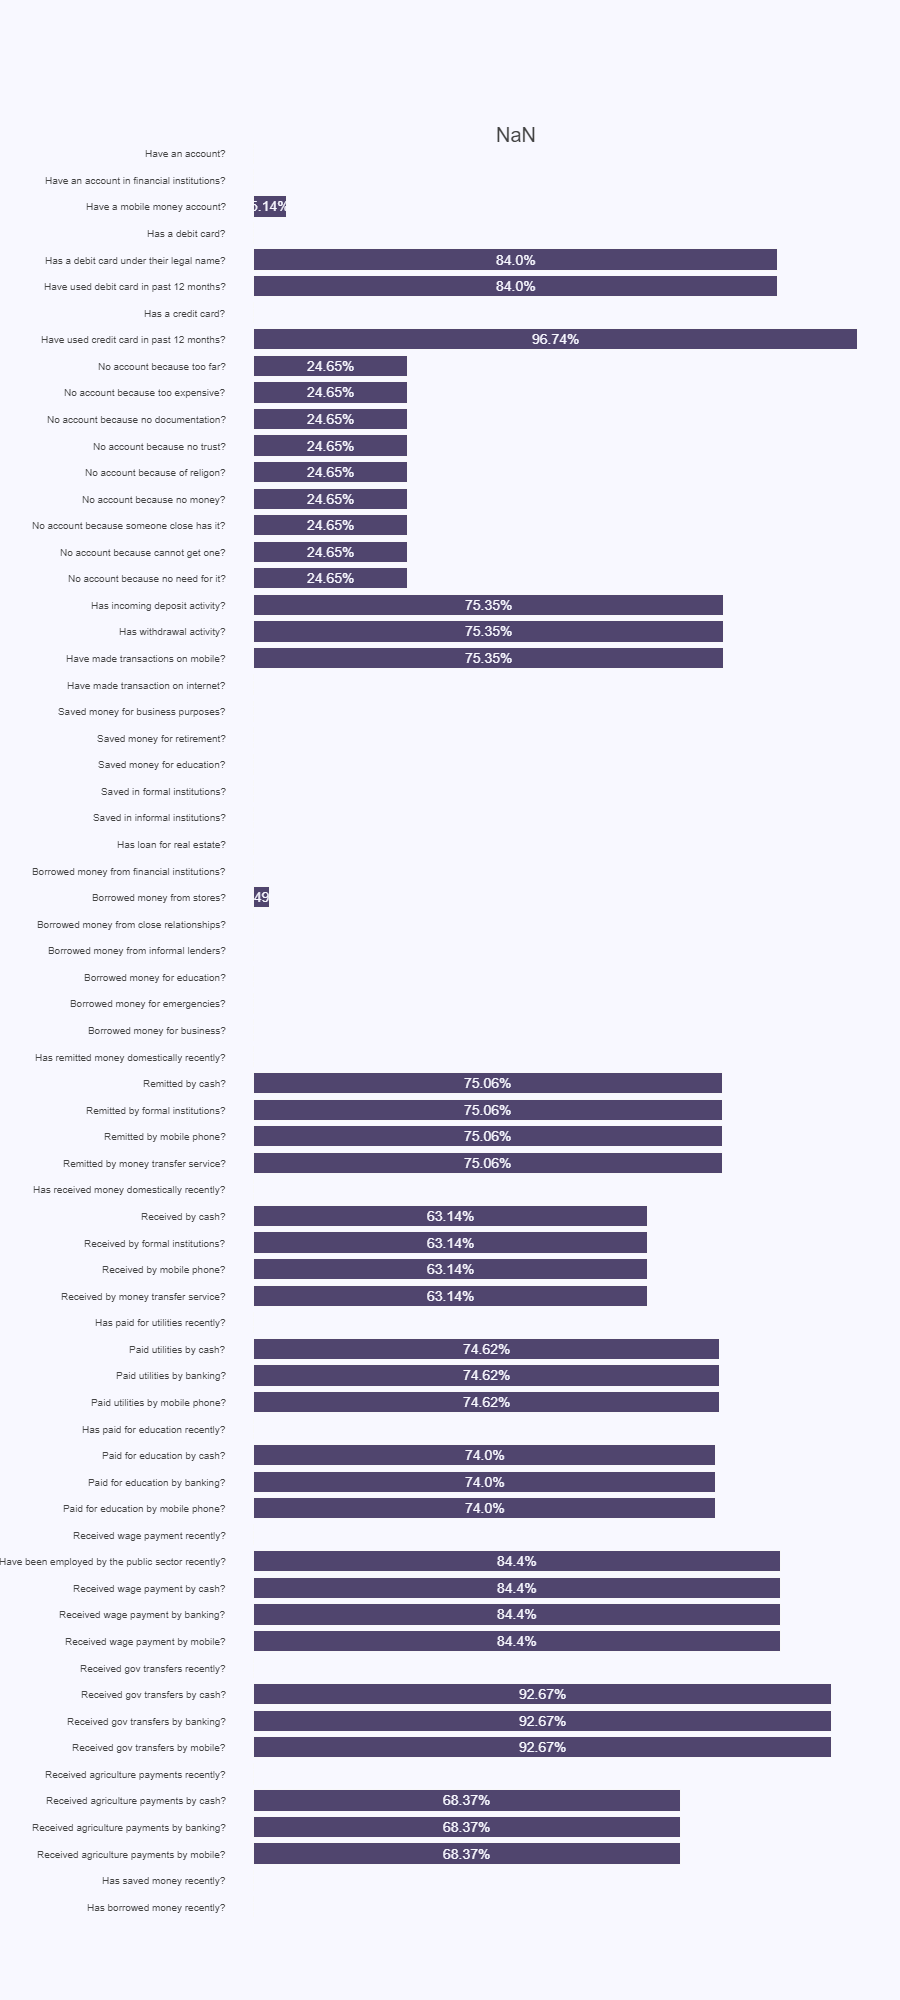 NaN
Have an account?
Have an account in financial institutions?
Have a mobile money account? 5.14%
Has a debit card?
Has a debit card under their legal name? 84.0%
Have used debit card in past 12 months? 84.0%
Has a credit card?
Have used credit card in past 12 months? 96.74%
No account because too far? 24.65%
No account because too expensive? 24.65%
No account because no documentation? 24.65%
No account because no trust? 24.65%
No account because of religon? 24.65%
No account because no money? 24.65%
No account because someone close has it? 24.65%
No account because cannot get one? 24.65%
No account because no need for it? 24.65%
Has incoming deposit activity? 75.35%
Has withdrawal activity? 75.35%
Have made transactions on mobile? 75.35%
Have made transaction on internet?
Saved money for business purposes?
Saved money for retirement?
Saved money for education?
Saved in formal institutions?
Saved in informal institutions?
Has loan for real estate?
Borrowed money from financial institutions?
Borrowed money from stores? 49
Borrowed money from close relationships?
Borrowed money from informal lenders?
Borrowed money for education?
Borrowed money for emergencies?
Borrowed money for business?
Has remitted money domestically recently?
Remitted by cash? 75.06%
Remitted by formal institutions? 75.06%
Remitted by mobile phone? 75.06%
Remitted by money transfer service? 75.06%
Has received money domestically recently?
Received by cash? 63.14%
Received by formal institutions? 63.14%
Received by mobile phone? 63.14%
Received by money transfer service? 63.14%
Has paid for utilities recently?
Paid utilities by cash? 74.62%
Paid utilities by banking? 74.62%
Paid utilities by mobile phone? 74.62%
Has paid for education recently?
Paid for education by cash? 74.0%
Paid for education by banking? 74.0%
Paid for education by mobile phone? 74.0%
Received wage payment recently?
Have been employed by the public sector recently? 84.4%
Received wage payment by cash? 84.4%
Received wage payment by banking? 84.4%
Received wage payment by mobile? 84.4%
Received gov transfers recently?
Received gov transfers by cash? 92.67%
Received gov transfers by banking? 92.67%
Received gov transfers by mobile? 92.67%
Received agriculture payments recently?
Received agriculture payments by cash? 68.37%
Received agriculture payments by banking? 68.37%
Received agriculture payments by mobile? 68.37%
Has saved money recently?
Has borrowed money recently?